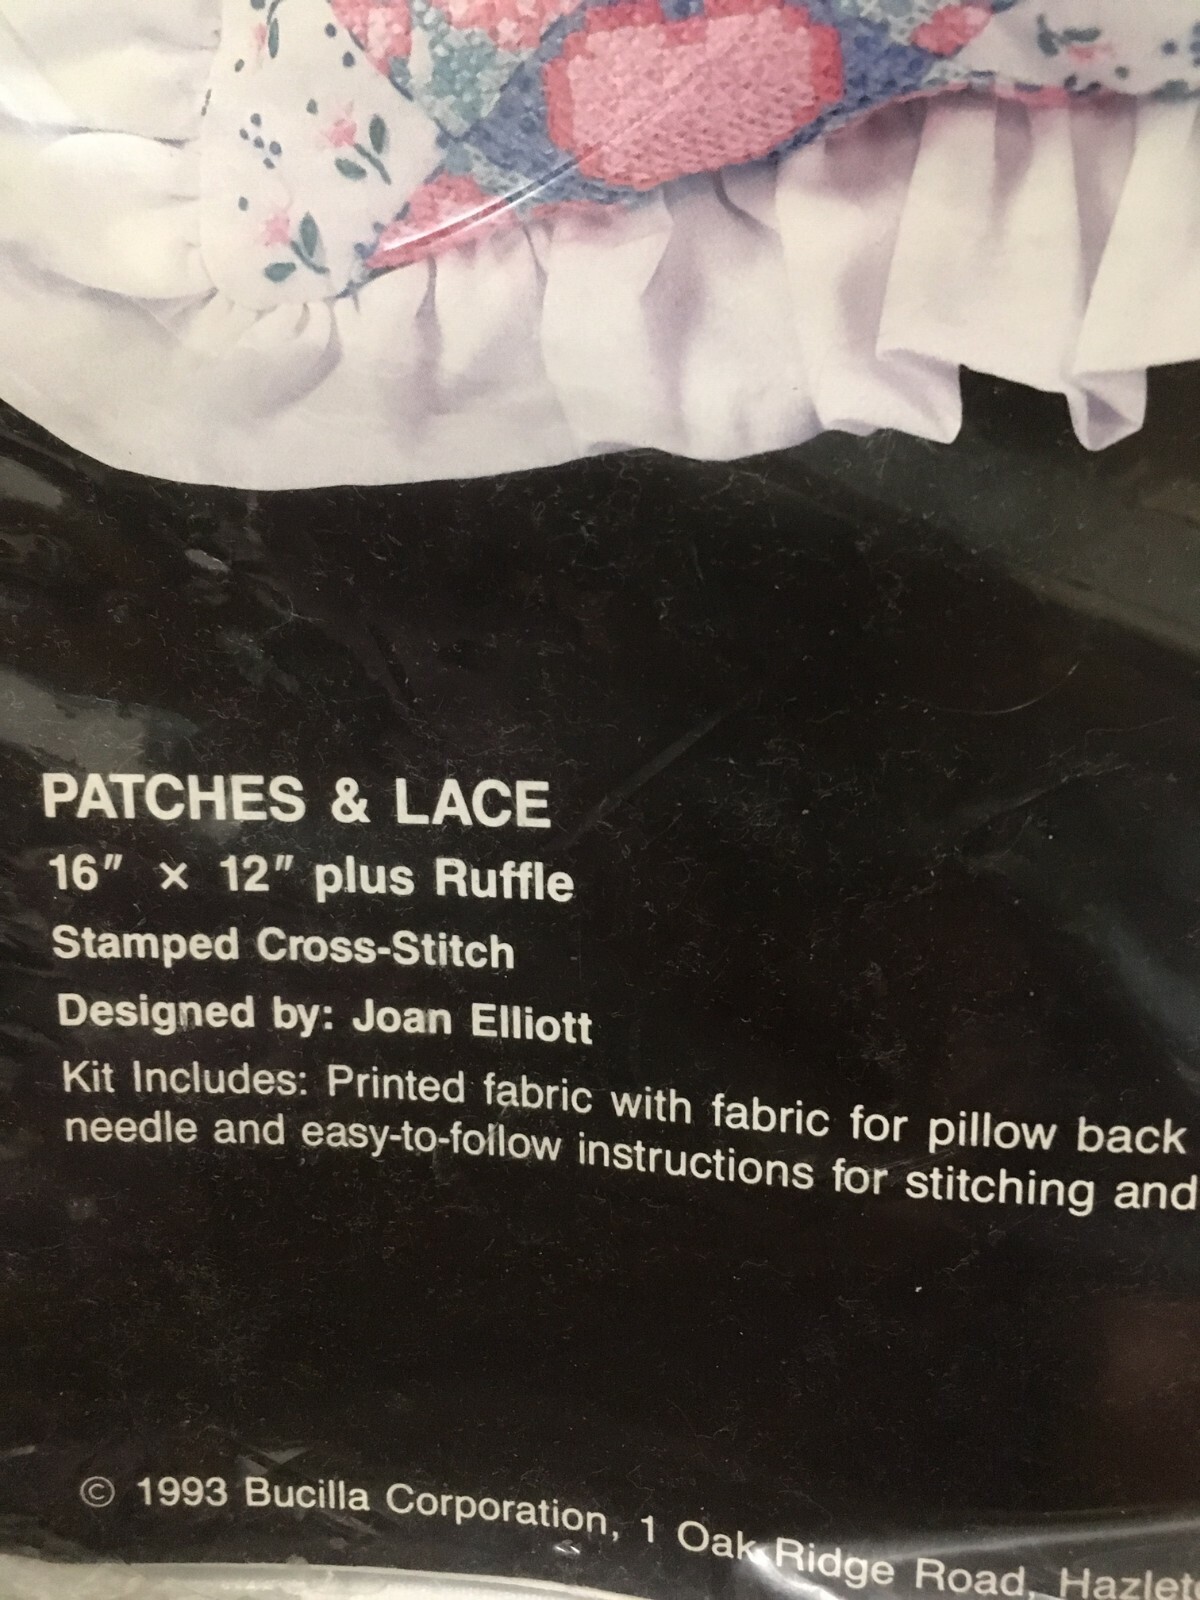 PATCHES & LACE
16" × 12" plus Ruffle
Stamped Cross-Stitch
Designed by: Joan Elliott
Kit Includes: Printed fabric with fabric for pillow back
needle and easy-to-follow instructions for stitching and
© 1993 Bucilla Corporation, 1 Oak Ridge Road,